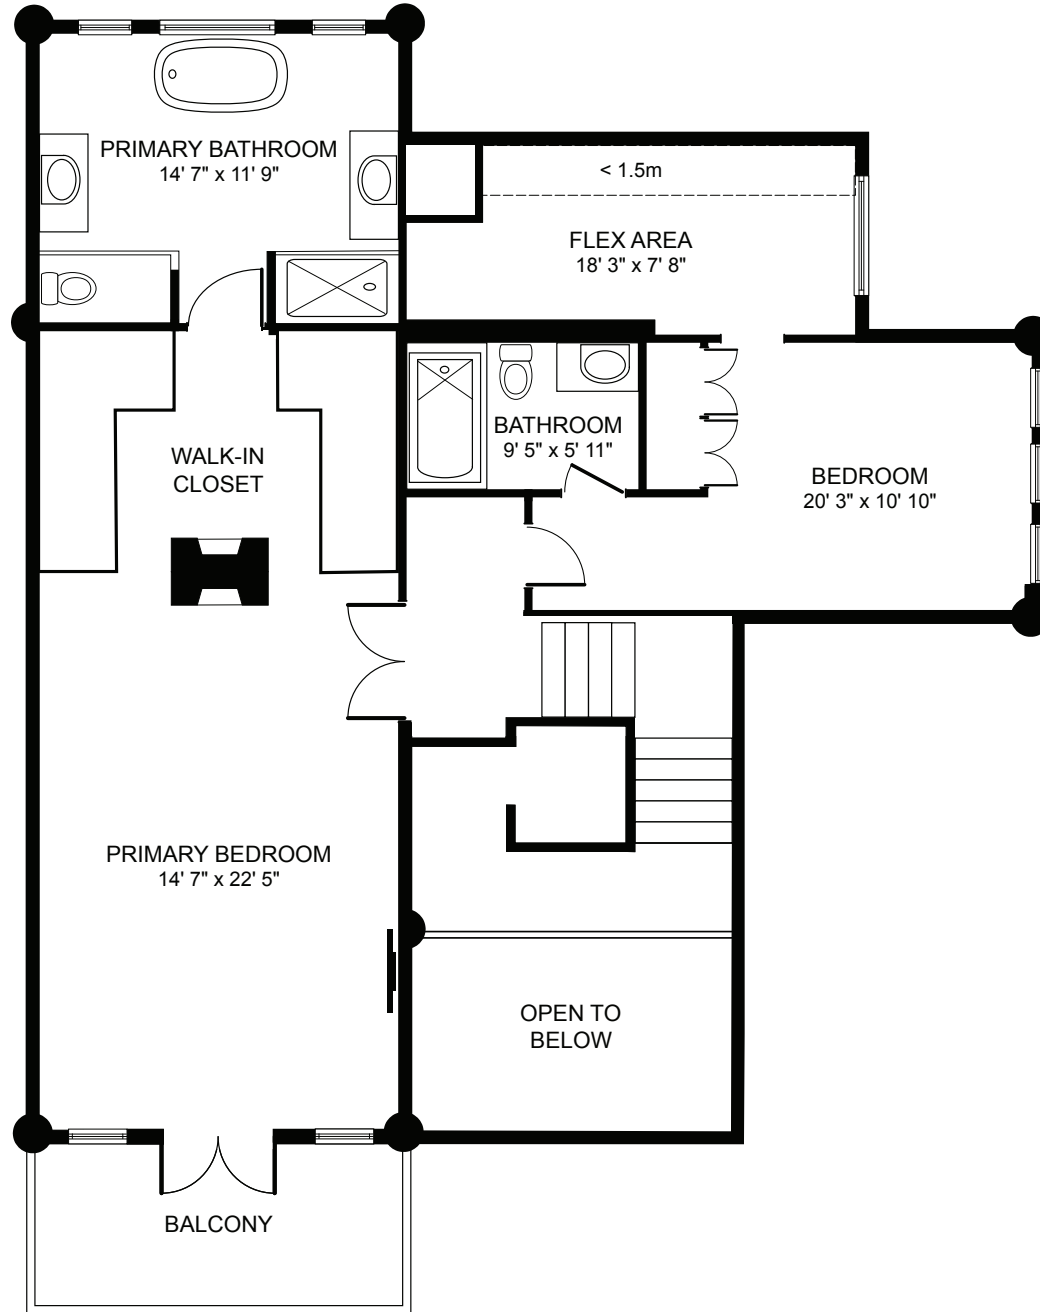 PRIMARY BATHROOM
14' 7" x 11' 9"
< 1.5m
FLEX AREA
18' 3" x 7' 8"
BATHROOM
9' 5" x 5' 11"
WALK-IN
CLOSET
BEDROOM
20' 3" x 10' 10"
PRIMARY BEDROOM
14' 7" x 22' 5"
OPEN TO
BELOW
BALCONY